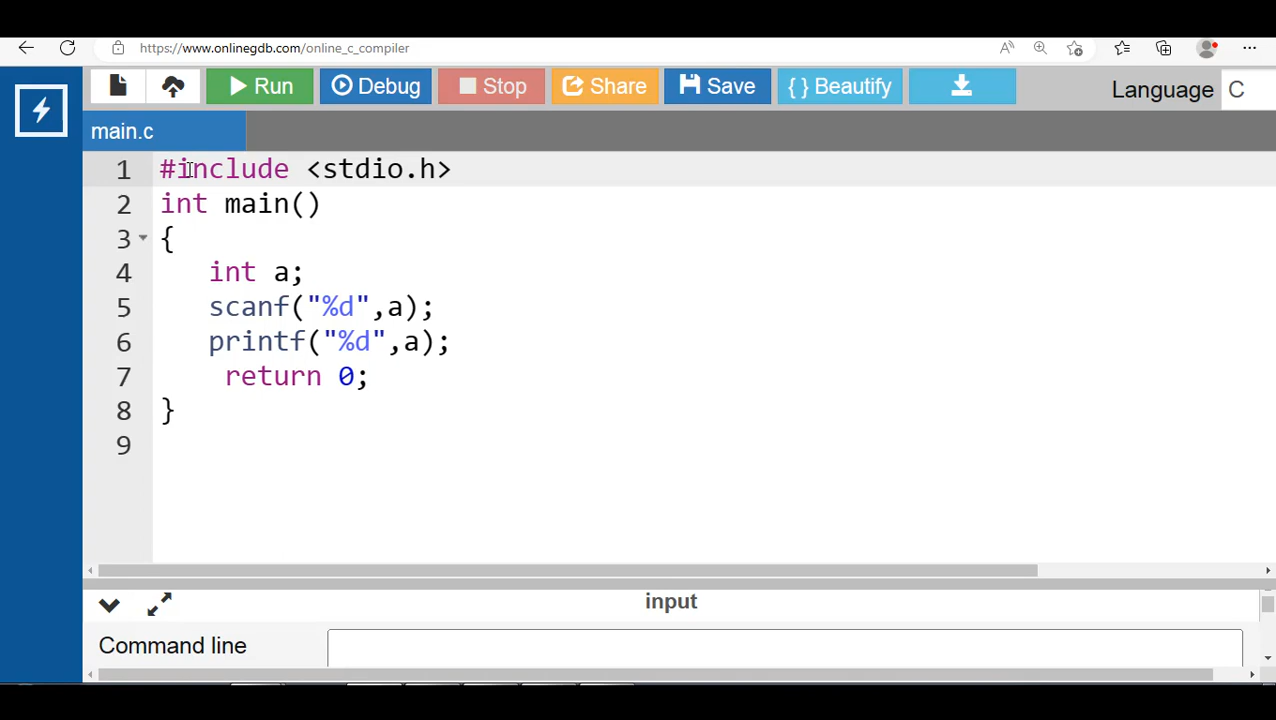 https://www.onlinegdb.com/online_c_compiler
Run Debug Stop Share Save { } Beautify Language C
main.c
1 #include <stdio.h>
2 int main()
3 {
4 int a;
5 scanf("%d",a);
6 printf("%d",a);
7 return 0;
8 }
9
input
Command line